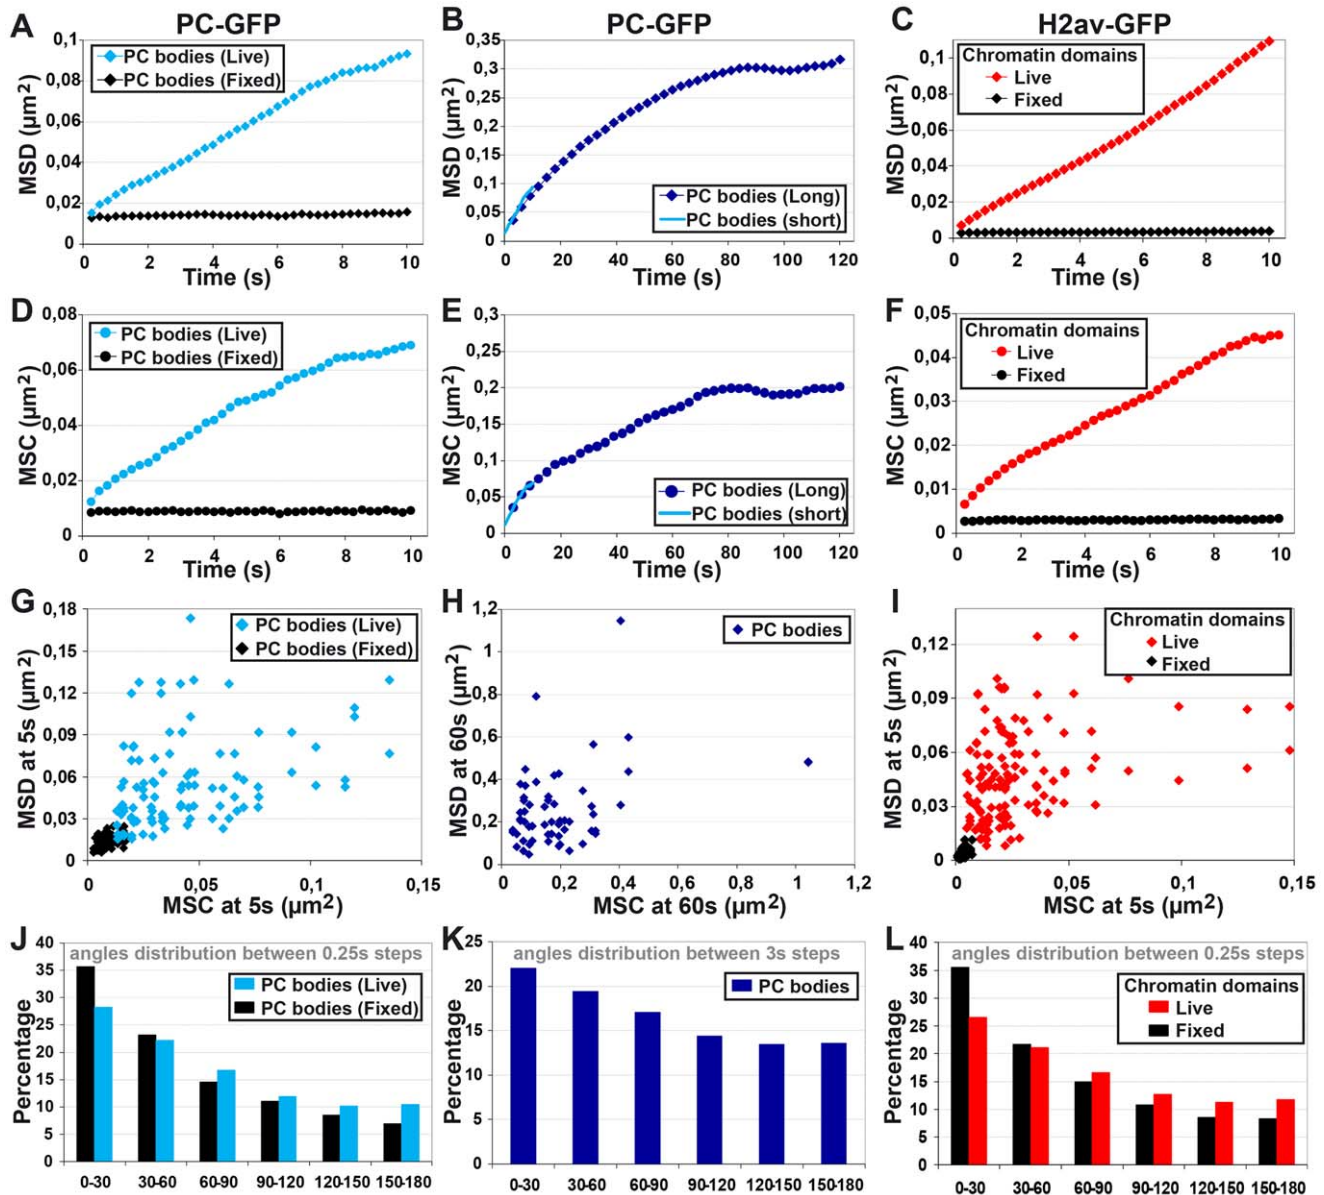 A
PC-GFP
B
PC-GFP
C
H2av-GFP
0,1
0,08
0,06
0,04
0,02
0
MSD (µm²)
PC bodies (Live)
PC bodies (Fixed)
0 2 4 6 8 10
Time (s)
0,35
0,3
0,25
0,2
0,15
0,1
0,05
0
MSD (µm²)
PC bodies (Long)
PC bodies (short)
0 20 40 60 80 100 120
Time (s)
0,1
0,08
0,06
0,04
0,02
0
MSD (µm²)
Chromatin domains
Live
Fixed
0 2 4 6 8 10
Time (s)
D
0,08
0,06
0,04
0,02
0
MSC (µm²)
PC bodies (Live)
PC bodies (Fixed)
0 2 4 6 8 10
Time (s)
E
0,3
0,25
0,2
0,15
0,1
0,05
0
MSC (µm²)
PC bodies (Long)
PC bodies (short)
0 20 40 60 80 100 120
Time (s)
F
0,05
0,04
0,03
0,02
0,01
0
MSC (µm²)
Chromatin domains
Live
Fixed
0 2 4 6 8 10
Time (s)
G
0,18
0,15
0,12
0,09
0,06
0,03
0
MSD at 5s (µm²)
PC bodies (Live)
PC bodies (Fixed)
0 0,05 0,1 0,15
MSC at 5s (µm²)
H
1,2
1
0,8
0,6
0,4
0,2
0
MSD at 60s (µm²)
PC bodies
0 0,2 0,4 0,6 0,8 1 1,2
MSC at 60s (µm²)
I
0,12
0,09
0,06
0,03
0
MSD at 5s (µm²)
Chromatin domains
Live
Fixed
0 0,05 0,1 0,15
MSC at 5s (µm²)
J
40
35
30
25
20
15
10
5
0
Percentage
angles distribution between 0.25s steps
PC bodies (Live)
PC bodies (Fixed)
0-30 30-60 60-90 90-120 120-150 150-180
K
25
20
15
10
5
0
Percentage
angles distribution between 3s steps
PC bodies
0-30 30-60 60-90 90-120 120-150 150-180
L
40
35
30
25
20
15
10
5
0
Percentage
angles distribution between 0.25s steps
Chromatin domains
Live
Fixed
0-30 30-60 60-90 90-120 120-150 150-180